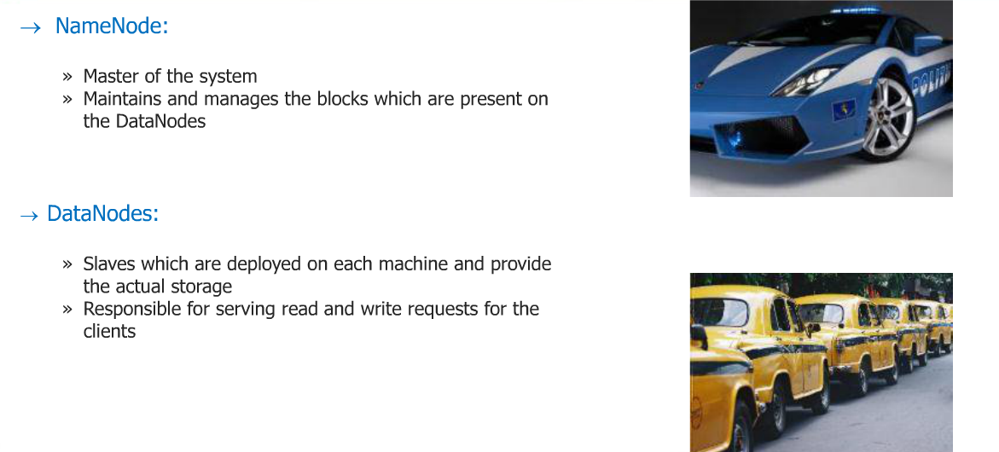 → NameNode:
» Master of the system
» Maintains and manages the blocks which are present on
the DataNodes
→ DataNodes:
» Slaves which are deployed on each machine and provide
the actual storage
» Responsible for serving read and write requests for the
clients